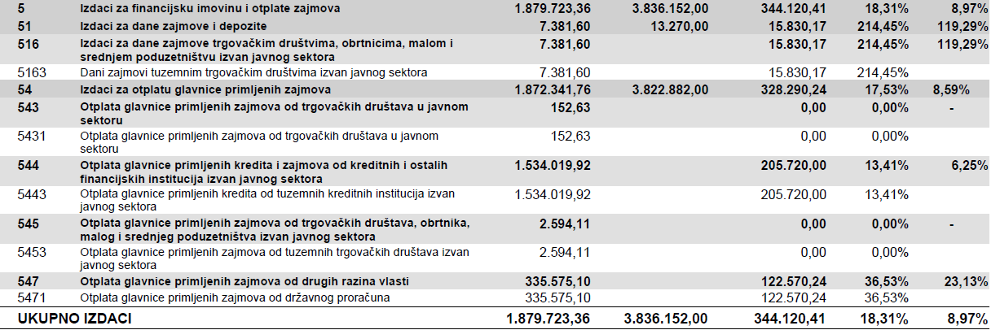 5 Izdaci za financijsku imovinu i otplate zajmova 1.879.723,36 3.836.152,00 344.120,41 18,31% 8,97%
51 Izdaci za dane zajmove i depozite 7.381,60 13.270,00 15.830,17 214,45% 119,29%
516 Izdaci za dane zajmove trgovačkim društvima, obrtnicima, malom i 7.381,60 15.830,17 214,45% 119,29%
srednjem poduzetništvu izvan javnog sektora
5163 Dani zajmovi tuzemnim trgovačkim društvima izvan javnog sektora 7.381,60 15.830,17 214,45%
54 Izdaci za otplatu glavnice primljenih zajmova 1.872.341,76 3.822.882,00 328.290,24 17,53% 8,59%
543 Otplata glavnice primljenih zajmova od trgovačkih društava u javnom 152,63 0,00 0,00% -
sektoru
5431 Otplata glavnice primljenih zajmova od trgovačkih društava u javnom 152,63 0,00 0,00%
sektoru
544 Otplata glavnice primljenih kredita i zajmova od kreditnih i ostalih 1.534.019,92 205.720,00 13,41% 6,25%
financijskih institucija izvan javnog sektora
5443 Otplata glavnice primljenih kredita od tuzemnih kreditnih institucija izvan 1.534.019,92 205.720,00 13,41%
javnog sektora
545 Otplata glavnice primljenih zajmova od trgovačkih društava, obrtnika, 2.594,11 0,00 0,00% -
malog i srednjeg poduzetništva izvan javnog sektora
5453 Otplata glavnice primljenih zajmova od tuzemnih trgovačkih društava izvan 2.594,11 0,00 0,00%
javnog sektora
547 Otplata glavnice primljenih zajmova od drugih razina vlasti 335.575,10 122.570,24 36,53% 23,13%
5471 Otplata glavnice primljenih zajmova od državnog proračuna 335.575,10 122.570,24 36,53%
UKUPNO IZDACI 1.879.723,36 3.836.152,00 344.120,41 18,31% 8,97%